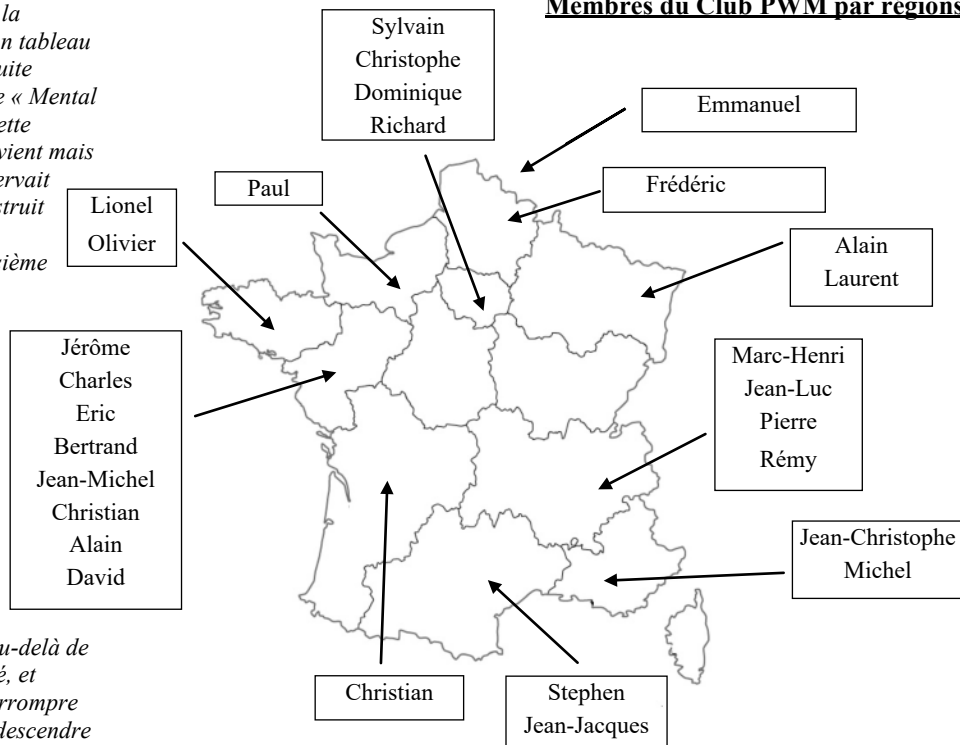 Membres du Club PWM par régions
la
n tableau
uite
e « Mental
ette
vient mais
ervait
struit
sième
Sylvain
Christophe
Dominique
Richard
Emmanuel
Paul
Frédéric
Lionel
Olivier
Alain
Laurent
Jérôme
Charles
Eric
Bertrand
Jean-Michel
Christian
Alain
David
Marc-Henri
Jean-Luc
Pierre
Rémy
Jean-Christophe
Michel
u-delà de
é, et
rrompre
descendre
Christian
Stephen
Jean-Jacques